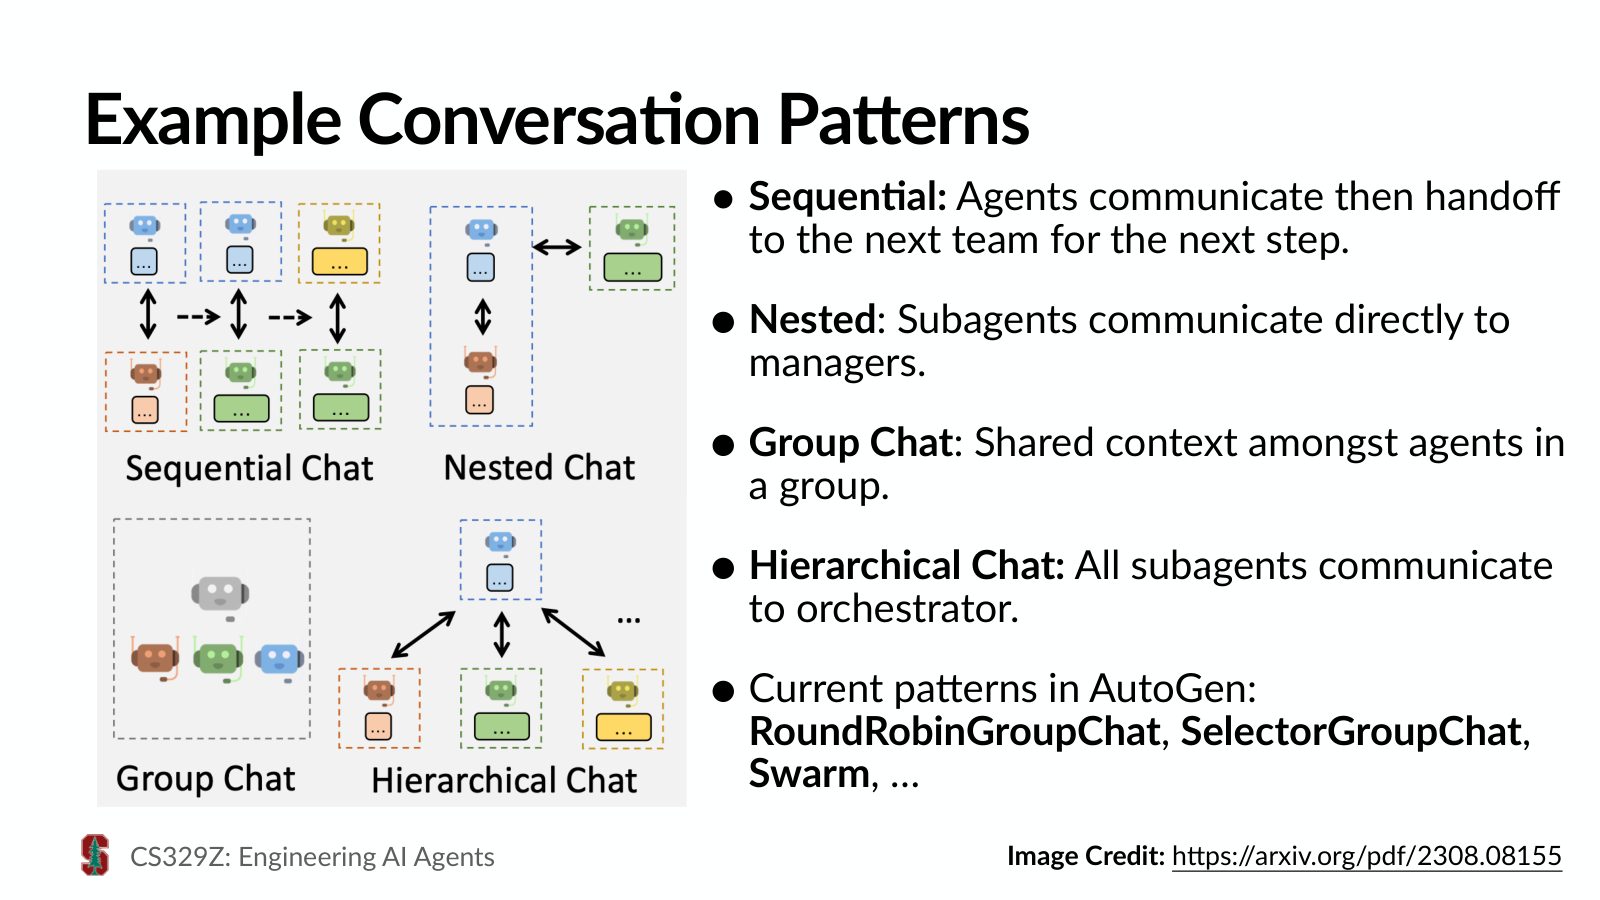 Example Conversation Patterns
...
...
...
...
...
...
Sequential Chat
...
...
...
Nested Chat
Group Chat
...
...
...
...
...
Hierarchical Chat
● Sequential: Agents communicate then handoff
to the next team for the next step.
● Nested: Subagents communicate directly to
managers.
● Group Chat: Shared context amongst agents in
a group.
● Hierarchical Chat: All subagents communicate
to orchestrator.
● Current patterns in AutoGen:
RoundRobinGroupChat, SelectorGroupChat,
Swarm, ...
S
CS329Z: Engineering AI Agents
Image Credit: https://arxiv.org/pdf/2308.08155